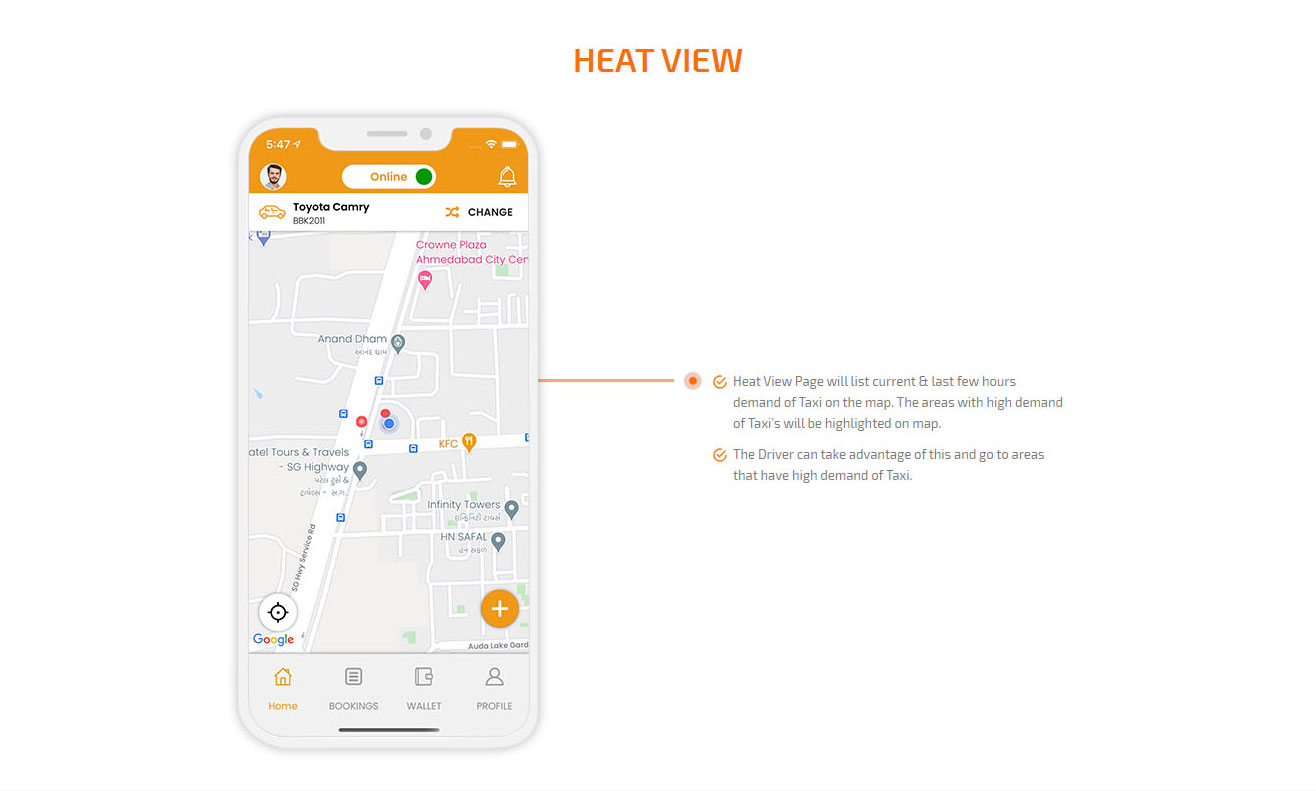 HEAT VIEW
5:47
Online
Toyota Camry
BBK2011
CHANGE
Crowne Plaza
Ahmedabad City Cen
Anand Dham
આનંદ ધામ
KFC
atel Tours & Travels
- SG Highway
પટેલ ટુર્સ &
ટ્રાવેલ્સ - સ.ગ...
Infinity Towers
ઇન્ફિનિટી ટાવર્સ
HN SAFAL
SG Hwy Service Rd
Google
Auda Lake Gard
Home
BOOKINGS
WALLET
PROFILE
Heat View Page will list current & last few hours
demand of Taxi on the map. The areas with high demand
of Taxi's will be highlighted on map.
The Driver can take advantage of this and go to areas
that have high demand of Taxi.